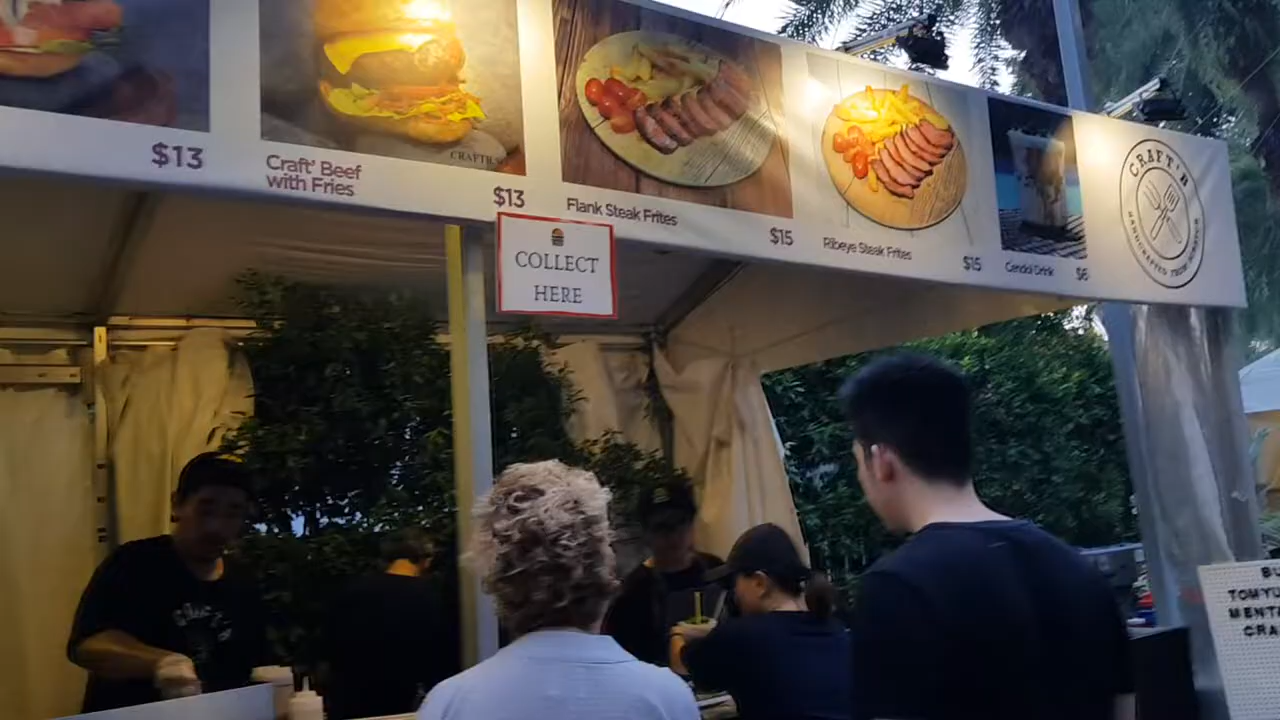 $13
Craft' Beef
with Fries
$13
Flank Steak Frites
$15
Ribeye Steak Frites
$15
Cendol Drink
$6
CRAFT'B
COLLECT
HERE